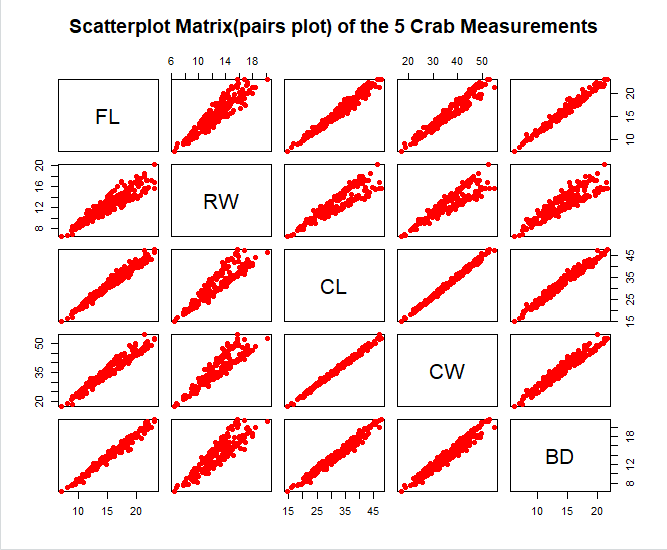 Scatterplot Matrix(pairs plot) of the 5 Crab Measurements
6 10 14 18 20 30 40 50
FL
10 15 20
8 12 16 20
RW
CL
15 25 35 45
20 35 50
CW
BD
8 12 18
10 15 20 15 25 35 45 10 15 20